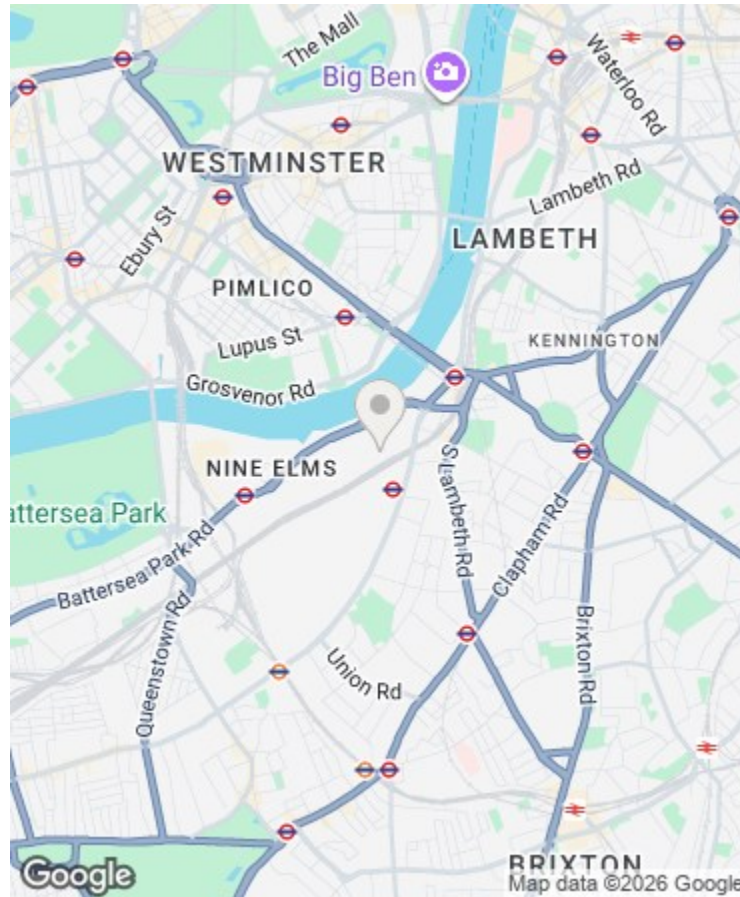 The Mall
Big Ben
Waterloo Rd
WESTMINSTER
Lambeth Rd
Ebury St
LAMBETH
PIMLICO
Lupus St
KENNINGTON
Grosvenor Rd
NINE ELMS
S Lambeth Rd
Clapham Rd
attersea Park
Battersea Park Rd
Queenstown Rd
Brixton Rd
Union Rd
BRIXTON
Google
Map data ©2026 Google